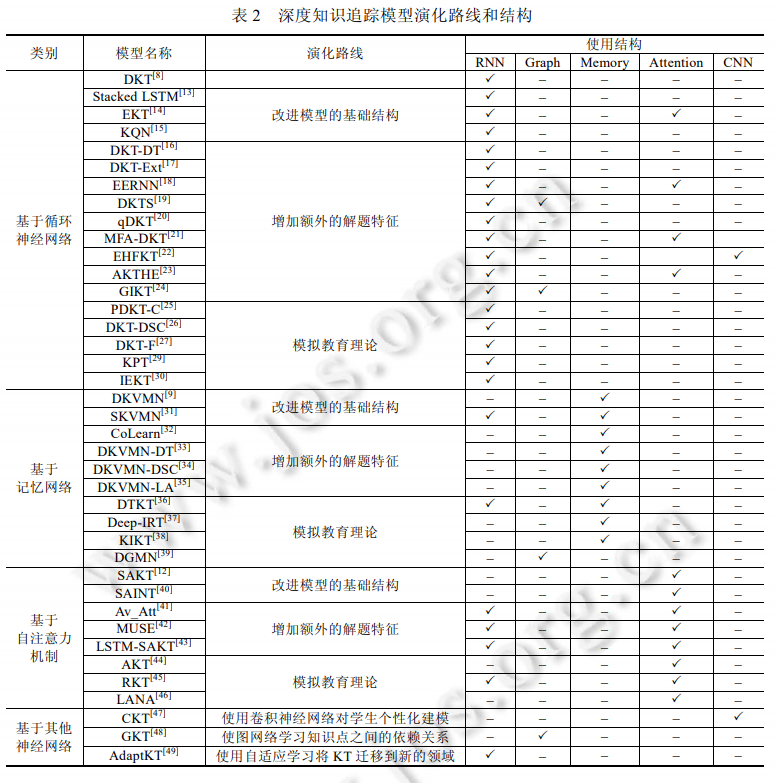 表 2 深度知识追踪模型演化路线和结构
类别 模型名称 演化路线 使用结构
RNN Graph Memory Attention CNN
DKT[8] ✓ – – – –
Stacked LSTM[13] ✓ – – – –
EKT[14] 改进模型的基础结构 ✓ – – ✓ –
KQN[15] ✓ – – – –
DKT-DT[16] ✓ – – – –
DKT-Ext[17] ✓ – – – –
EERNN[18] ✓ – – ✓ –
DKTS[19] ✓ ✓ – – –
基于循环神经网络 qDKT[20] 增加额外的解题特征 ✓ – – – –
MFA-DKT[21] ✓ – – ✓ –
EHFKT[22] ✓ – – ✓
AKTHE[23] ✓ – – ✓ –
GIKT[24] ✓ ✓ – – –
PDKT-C[25] ✓ – – – –
DKT-DSC[26] ✓ – – – –
DKT-F[27] 模拟教育理论 ✓ – – – –
KPT[29] ✓ – – – –
IEKT[30] ✓ – – – –
DKVMN[9] 改进模型的基础结构 – – ✓ – –
SKVMN[31] ✓ – ✓ – –
CoLearn[32] – – ✓ – –
DKVMN-DT[33] 增加额外的解题特征 – – ✓ – –
基于记忆网络 DKVMN-DSC[34] – – ✓ – –
DKVMN-LA[35] – – ✓ – –
DTKT[36] ✓ – ✓ – –
Deep-IRT[37] 模拟教育理论 – – ✓ – –
KIKT[38] – – ✓ – –
DGMN[39] – ✓ – – –
SAKT[12] 改进模型的基础结构 – – – ✓ –
SAINT[40] – – – ✓ –
Av_Att[41] ✓ – – ✓ –
基于自注意力机制 MUSE[42] 增加额外的解题特征 ✓ – – ✓ –
LSTM-SAKT[43] ✓ – – ✓ –
AKT[44] – – – ✓ –
RKT[45] 模拟教育理论 ✓ – – ✓ –
LANA[46] – – – ✓ –
CKT[47] 使用卷积神经网络对学生个性化建模 – – – – ✓
基于其他神经网络 GKT[48] 使图网络学习知识点之间的依赖关系 – ✓ – – –
AdaptKT[49] 使用自适应学习将 KT 迁移到新的领域 ✓ – – – –
www.jos.org.cn